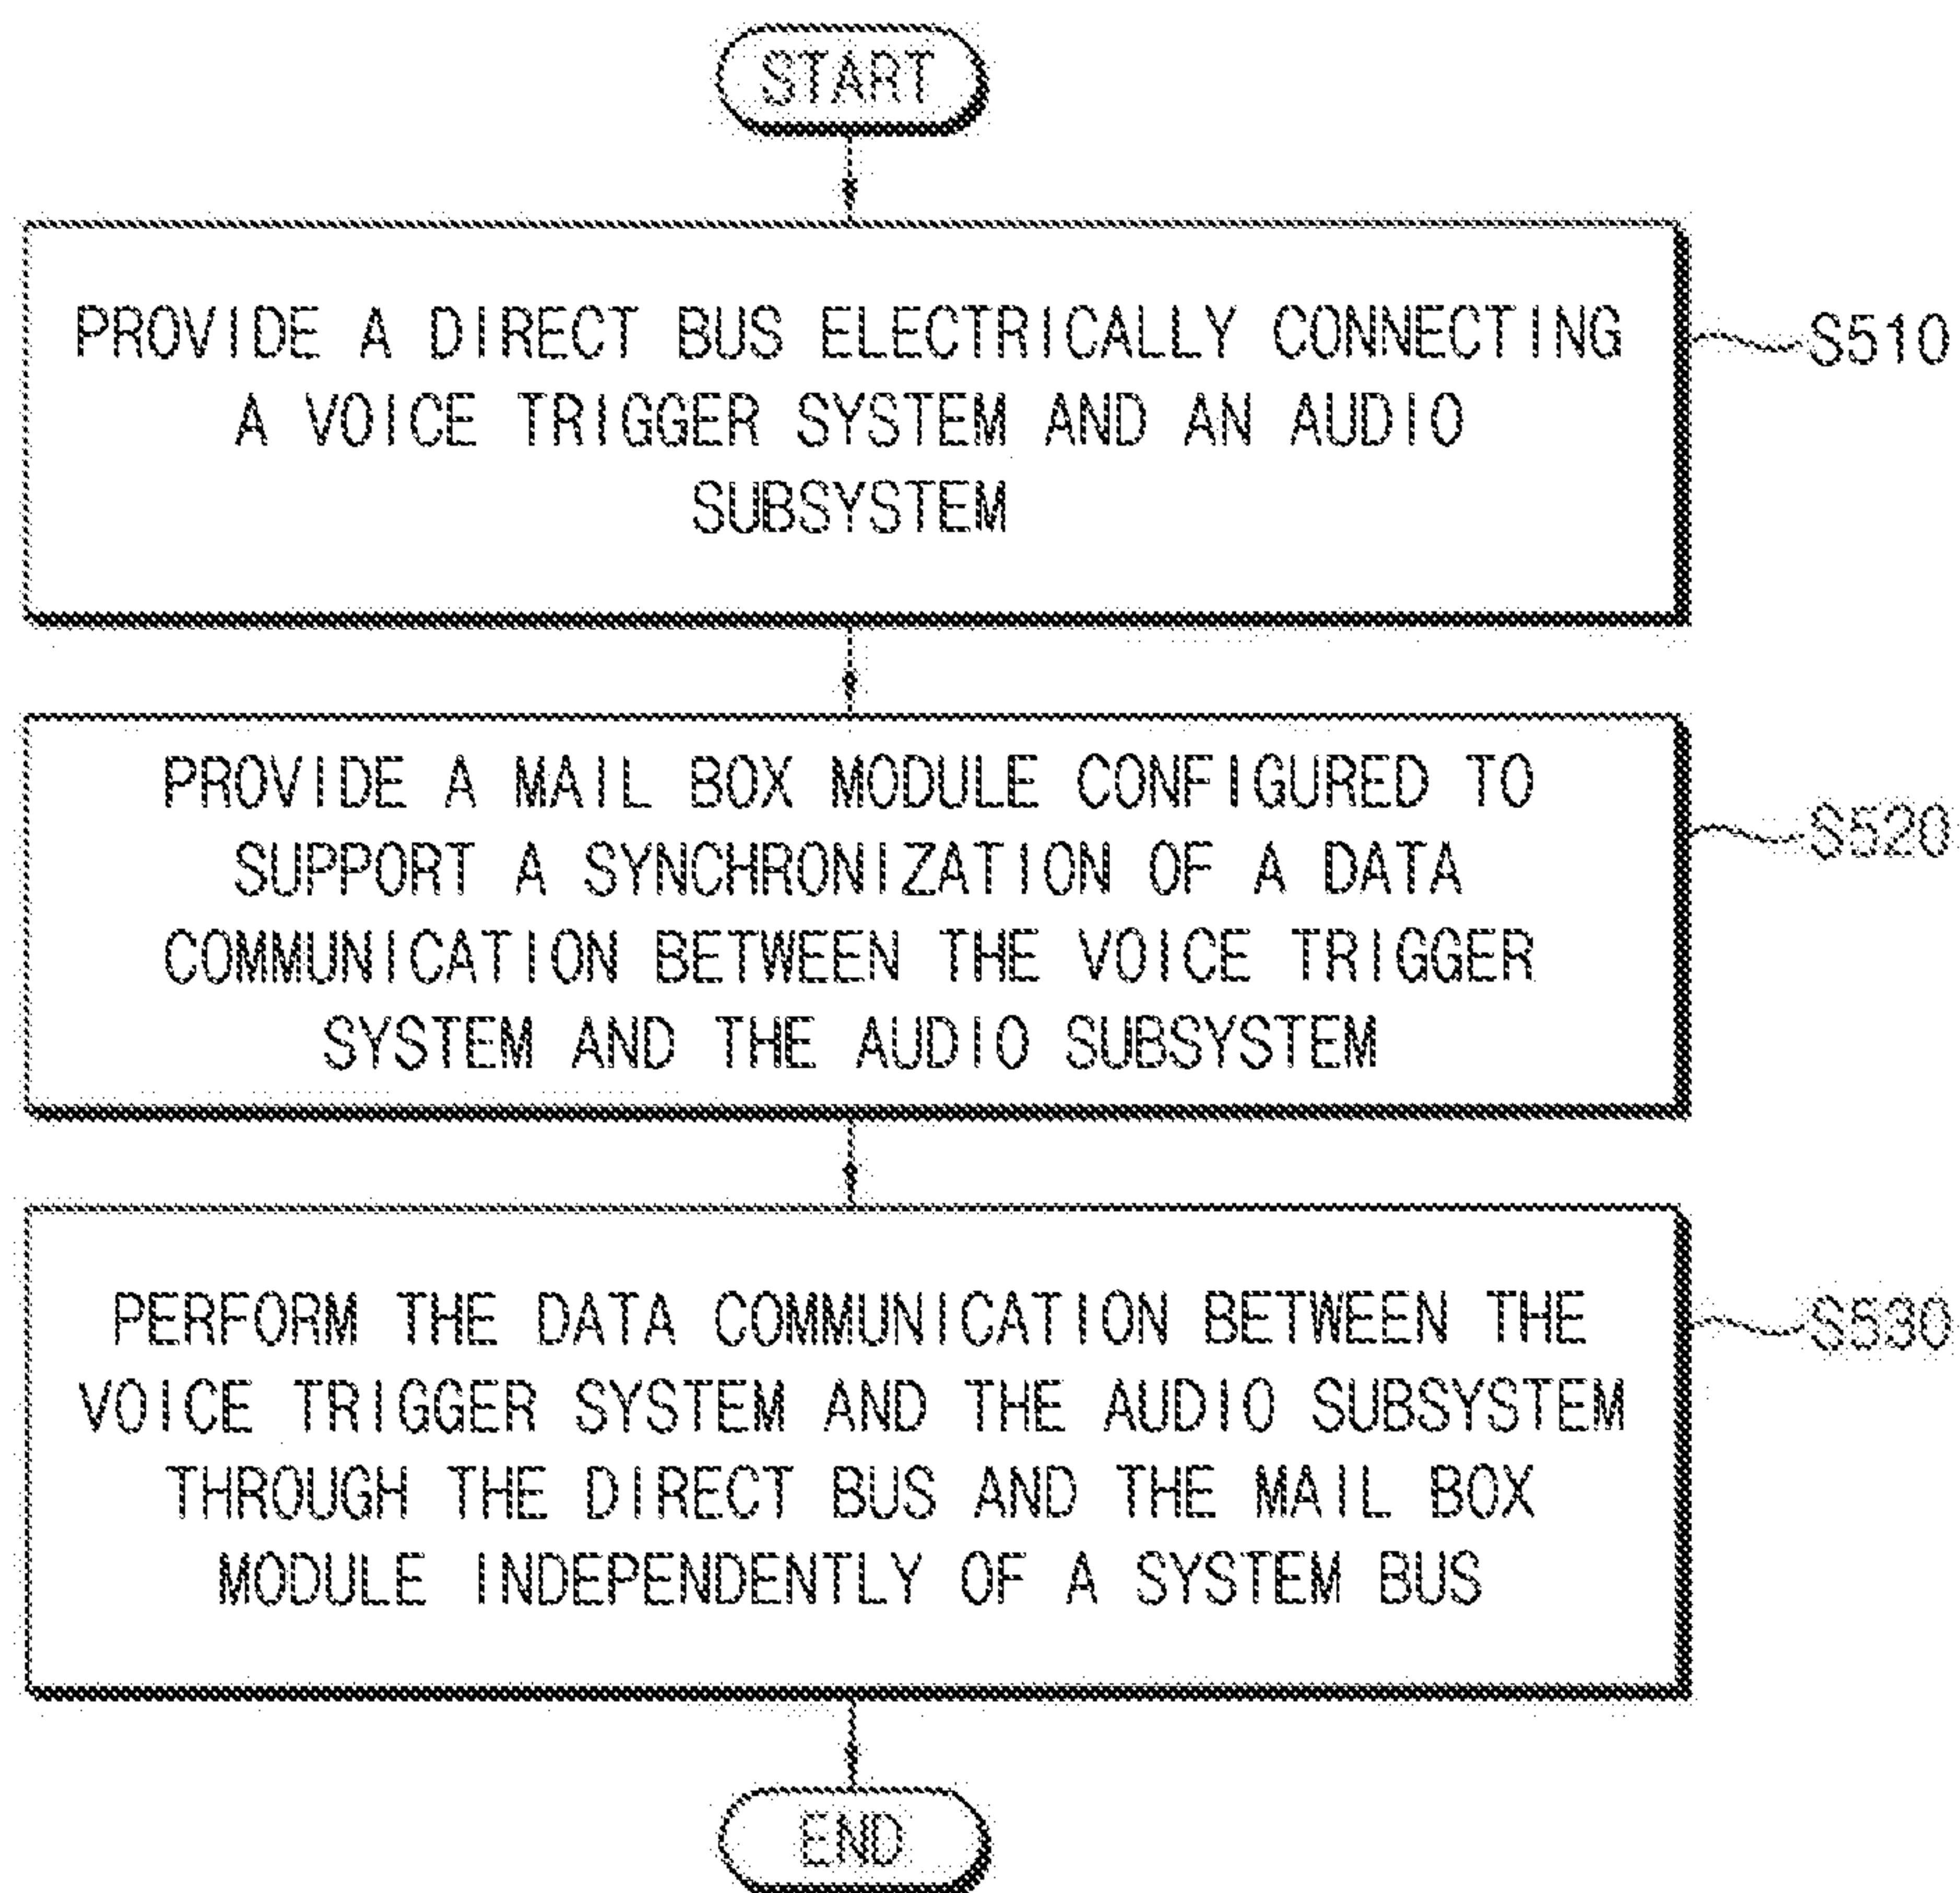 START
PROVIDE A DIRECT BUS ELECTRICALLY CONNECTING
A VOICE TRIGGER SYSTEM AND AN AUDIO
SUBSYSTEM
S510
PROVIDE A MAIL BOX MODULE CONFIGURED TO
SUPPORT A SYNCHRONIZATION OF A DATA
COMMUNICATION BETWEEN THE VOICE TRIGGER
SYSTEM AND THE AUDIO SUBSYSTEM
S520
PERFORM THE DATA COMMUNICATION BETWEEN THE
VOICE TRIGGER SYSTEM AND THE AUDIO SUBSYSTEM
THROUGH THE DIRECT BUS AND THE MAIL BOX
MODULE INDEPENDENTLY OF A SYSTEM BUS
S530
END